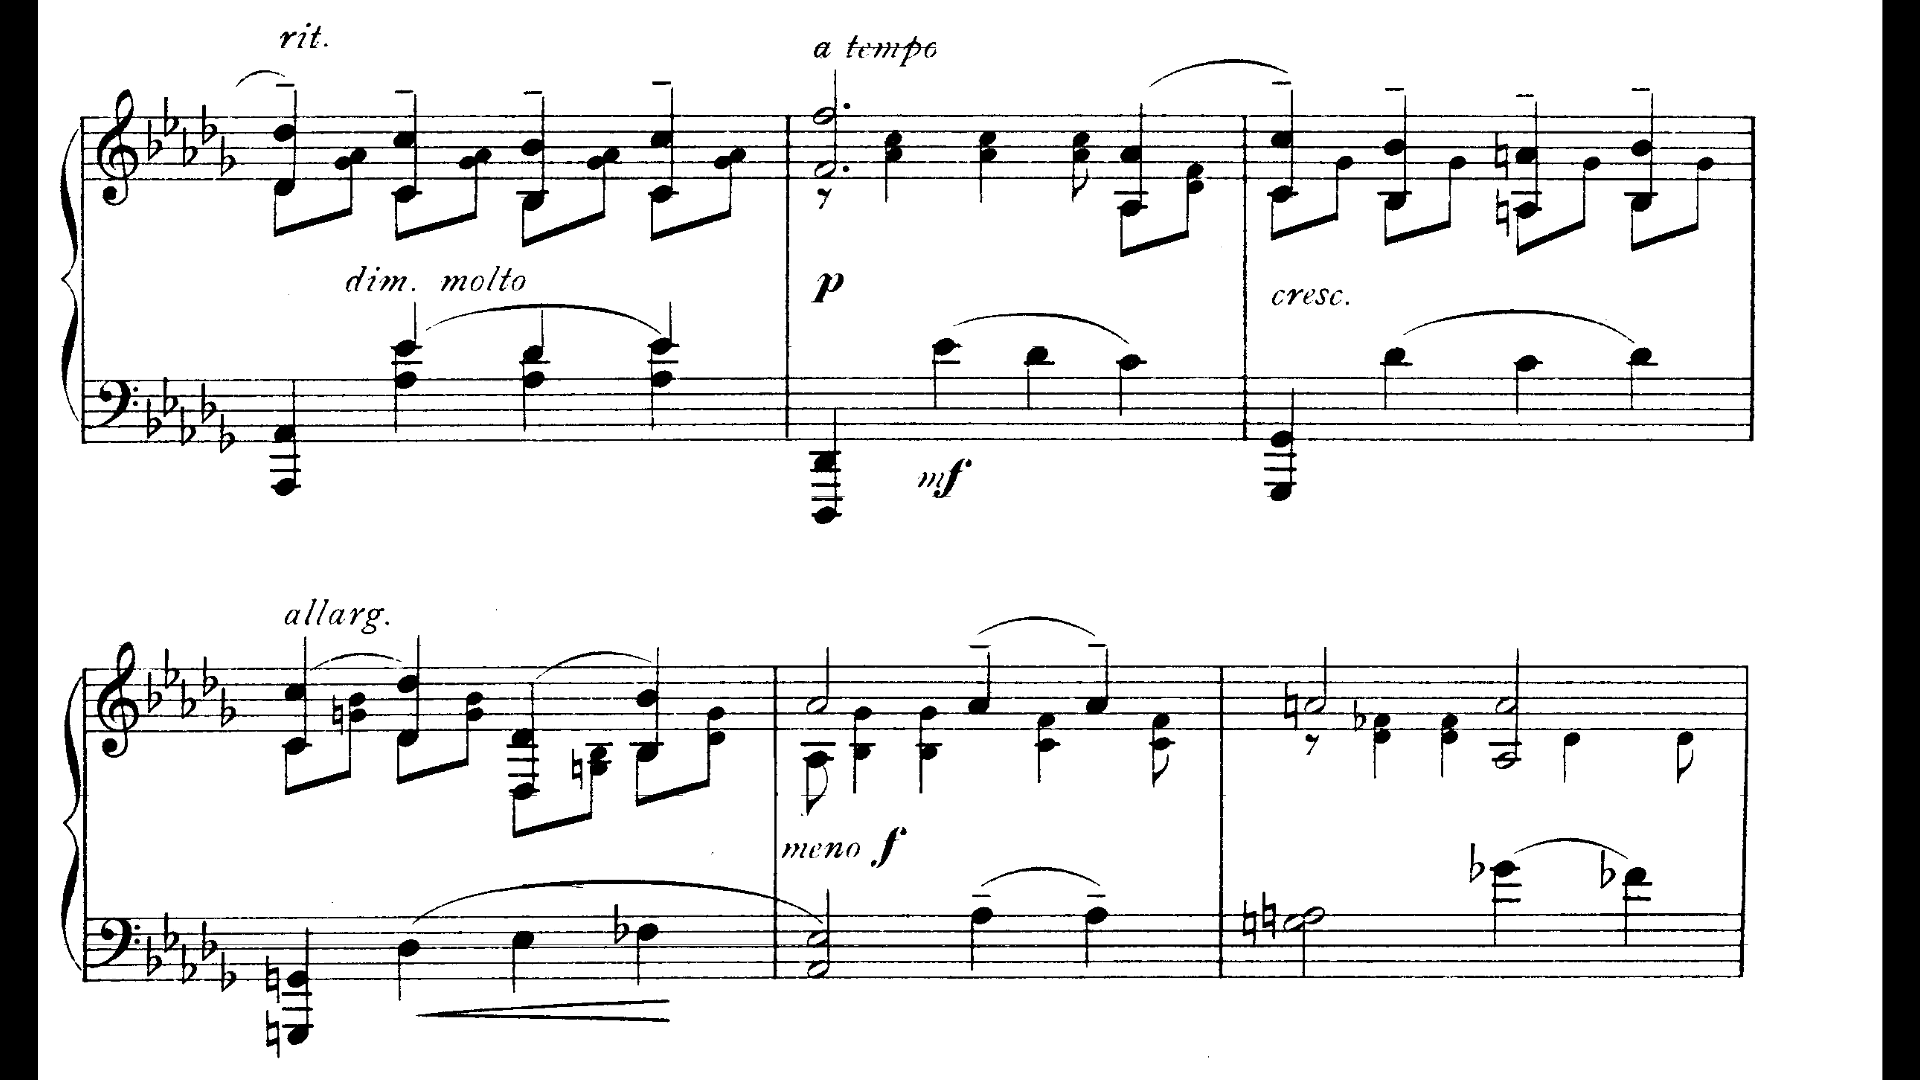 rit.
a tempo
dim. molto
p
cresc.
mf
allarg.
meno f